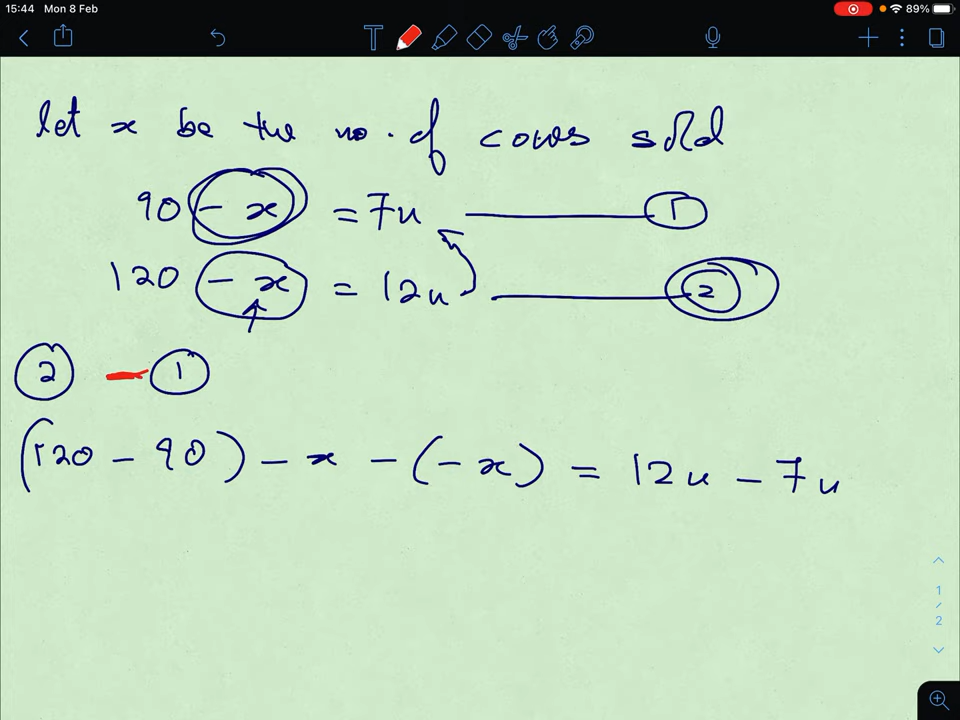 15:44 Mon 8 Feb 89%
T
let x be the no. of cows sold
90 - x = 7u ① 
120 - x = 12u ②
② - ①
(120 - 90) - x - (-x) = 12u - 7u
1
/
2